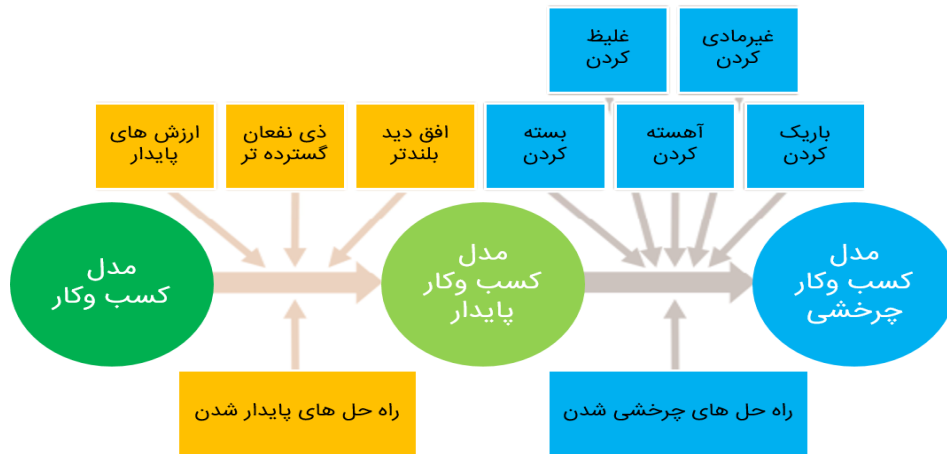 غیرمادی
کردن
غلیظ
کردن
باریک
کردن
آهسته
کردن
بسته
کردن
افق دید
بلندتر
ذی نفعان
گسترده تر
ارزش های
پایدار
مدل
کسب وکار
چرخشی
مدل
کسب وکار
پایدار
مدل
کسب وکار
راه حل های چرخشی شدن
راه حل های پایدار شدن